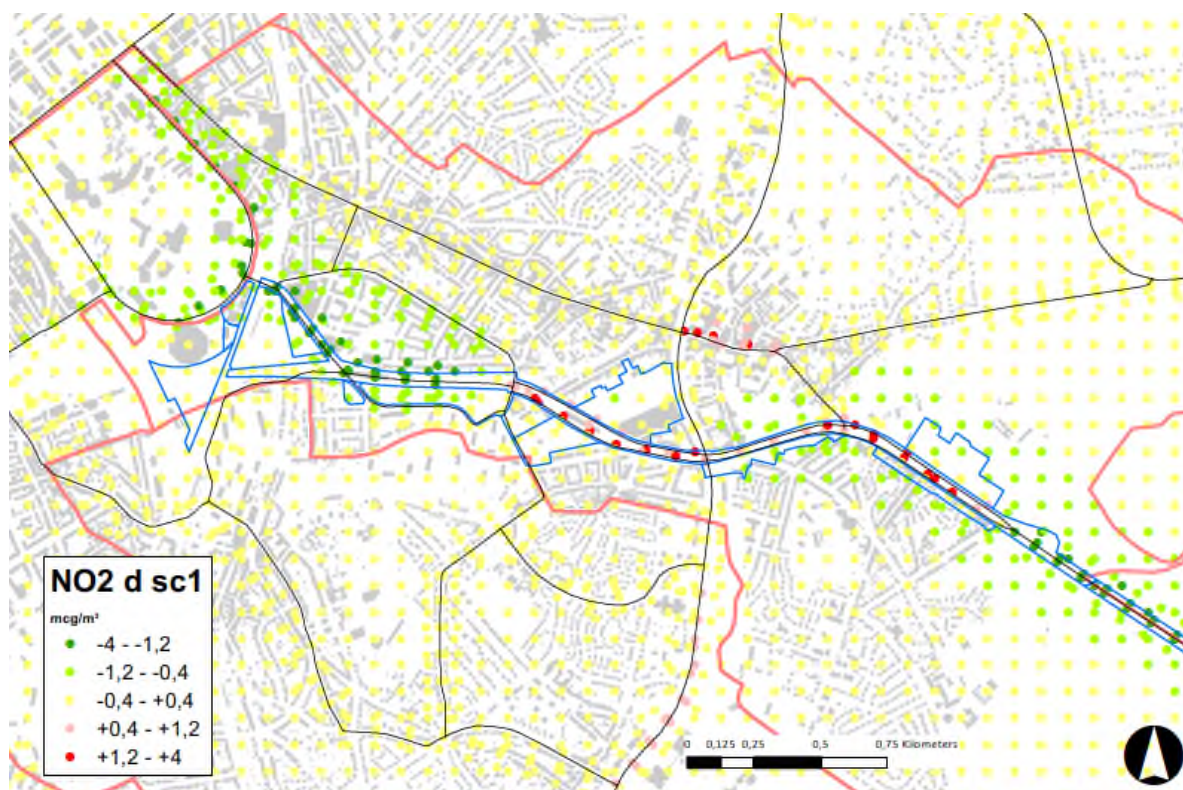 NO2 d sc1
mcg/m³
-4 - -1,2
-1,2 - -0,4
-0,4 - +0,4
+0,4 - +1,2
+1,2 - +4
0 0,125 0,25 0,5 0,75 Kilometers